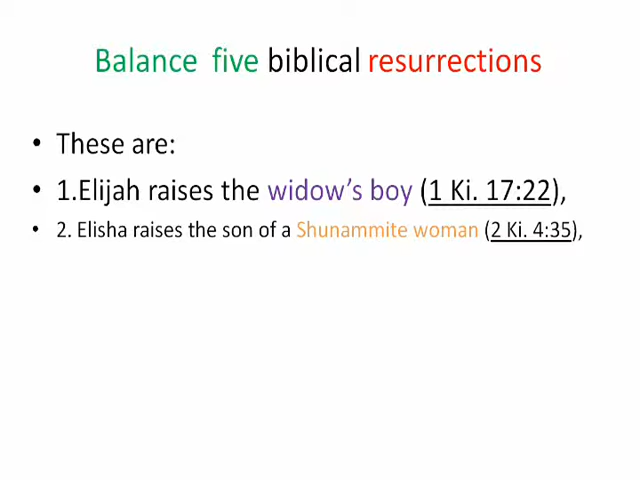 Balance five biblical resurrections
• These are:
• 1.Elijah raises the widow's boy (1 Ki. 17:22),
• 2. Elisha raises the son of a Shunammite woman (2 Ki. 4:35),